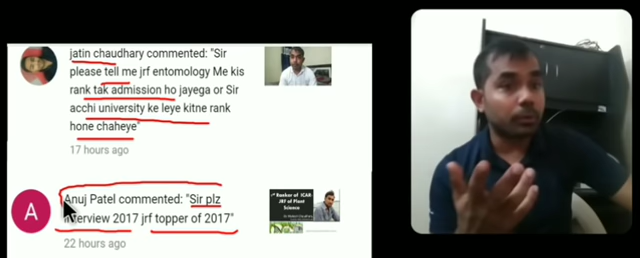 jatin chaudhary commented: "Sir
please tell me jrf entomology Me kis
rank tak admission ho jayega or Sir
acchi university ke leye kitne rank
hone chaheye"
17 hours ago
A
Anuj Patel commented: "Sir plz
interview 2017 jrf topper of 2017"
22 hours ago
Ranker of ICAR-
JRF of Plant
Science